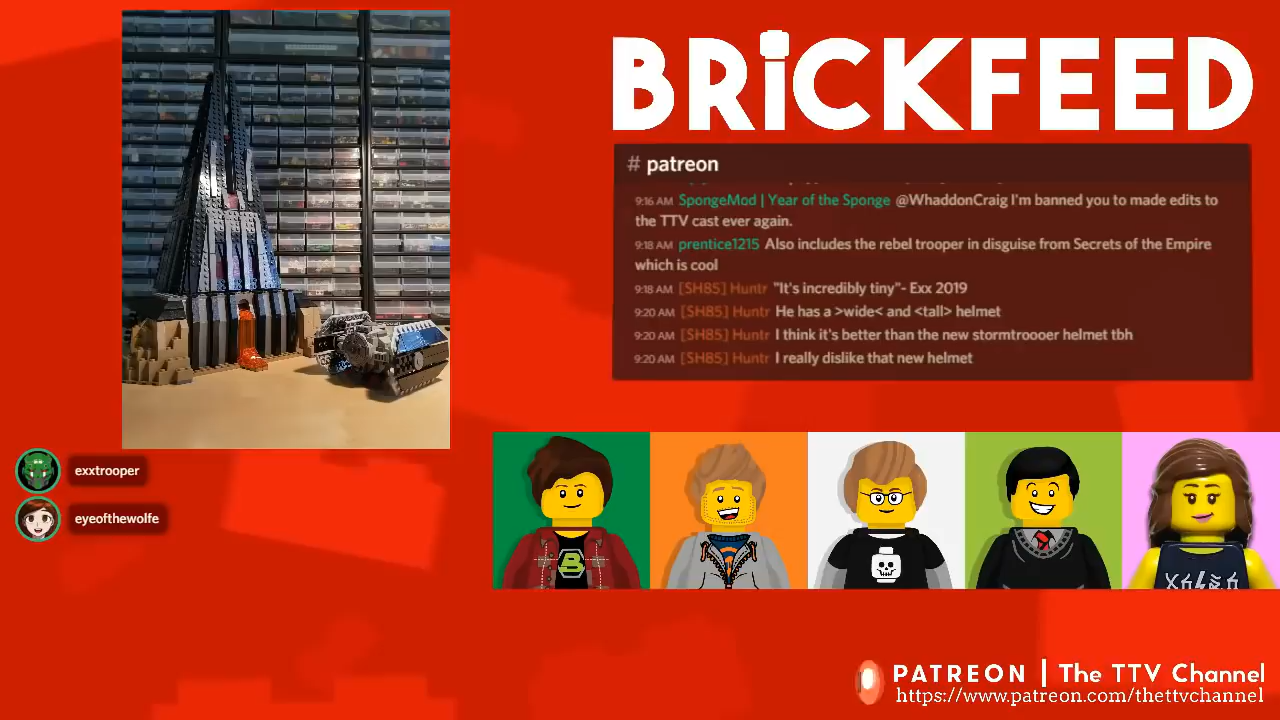 BRICKFEED
# patreon
9:16 AM SpongeMod | Year of the Sponge @WhaddonCraig I'm banned you to made edits to
the TTV cast ever again.
9:18 AM prentice1215 Also includes the rebel trooper in disguise from Secrets of the Empire
which is cool
9:18 AM [SH85] Huntr "It's incredibly tiny"- Exx 2019
9:20 AM [SH85] Huntr He has a >wide< and <tall> helmet
9:20 AM [SH85] Huntr I think it's better than the new stormtroooer helmet tbh
9:20 AM [SH85] Huntr I really dislike that new helmet
exxtrooper
eyeofthewolfe
B
PATREON | The TTV Channel
https://www.patreon.com/thettvchannel